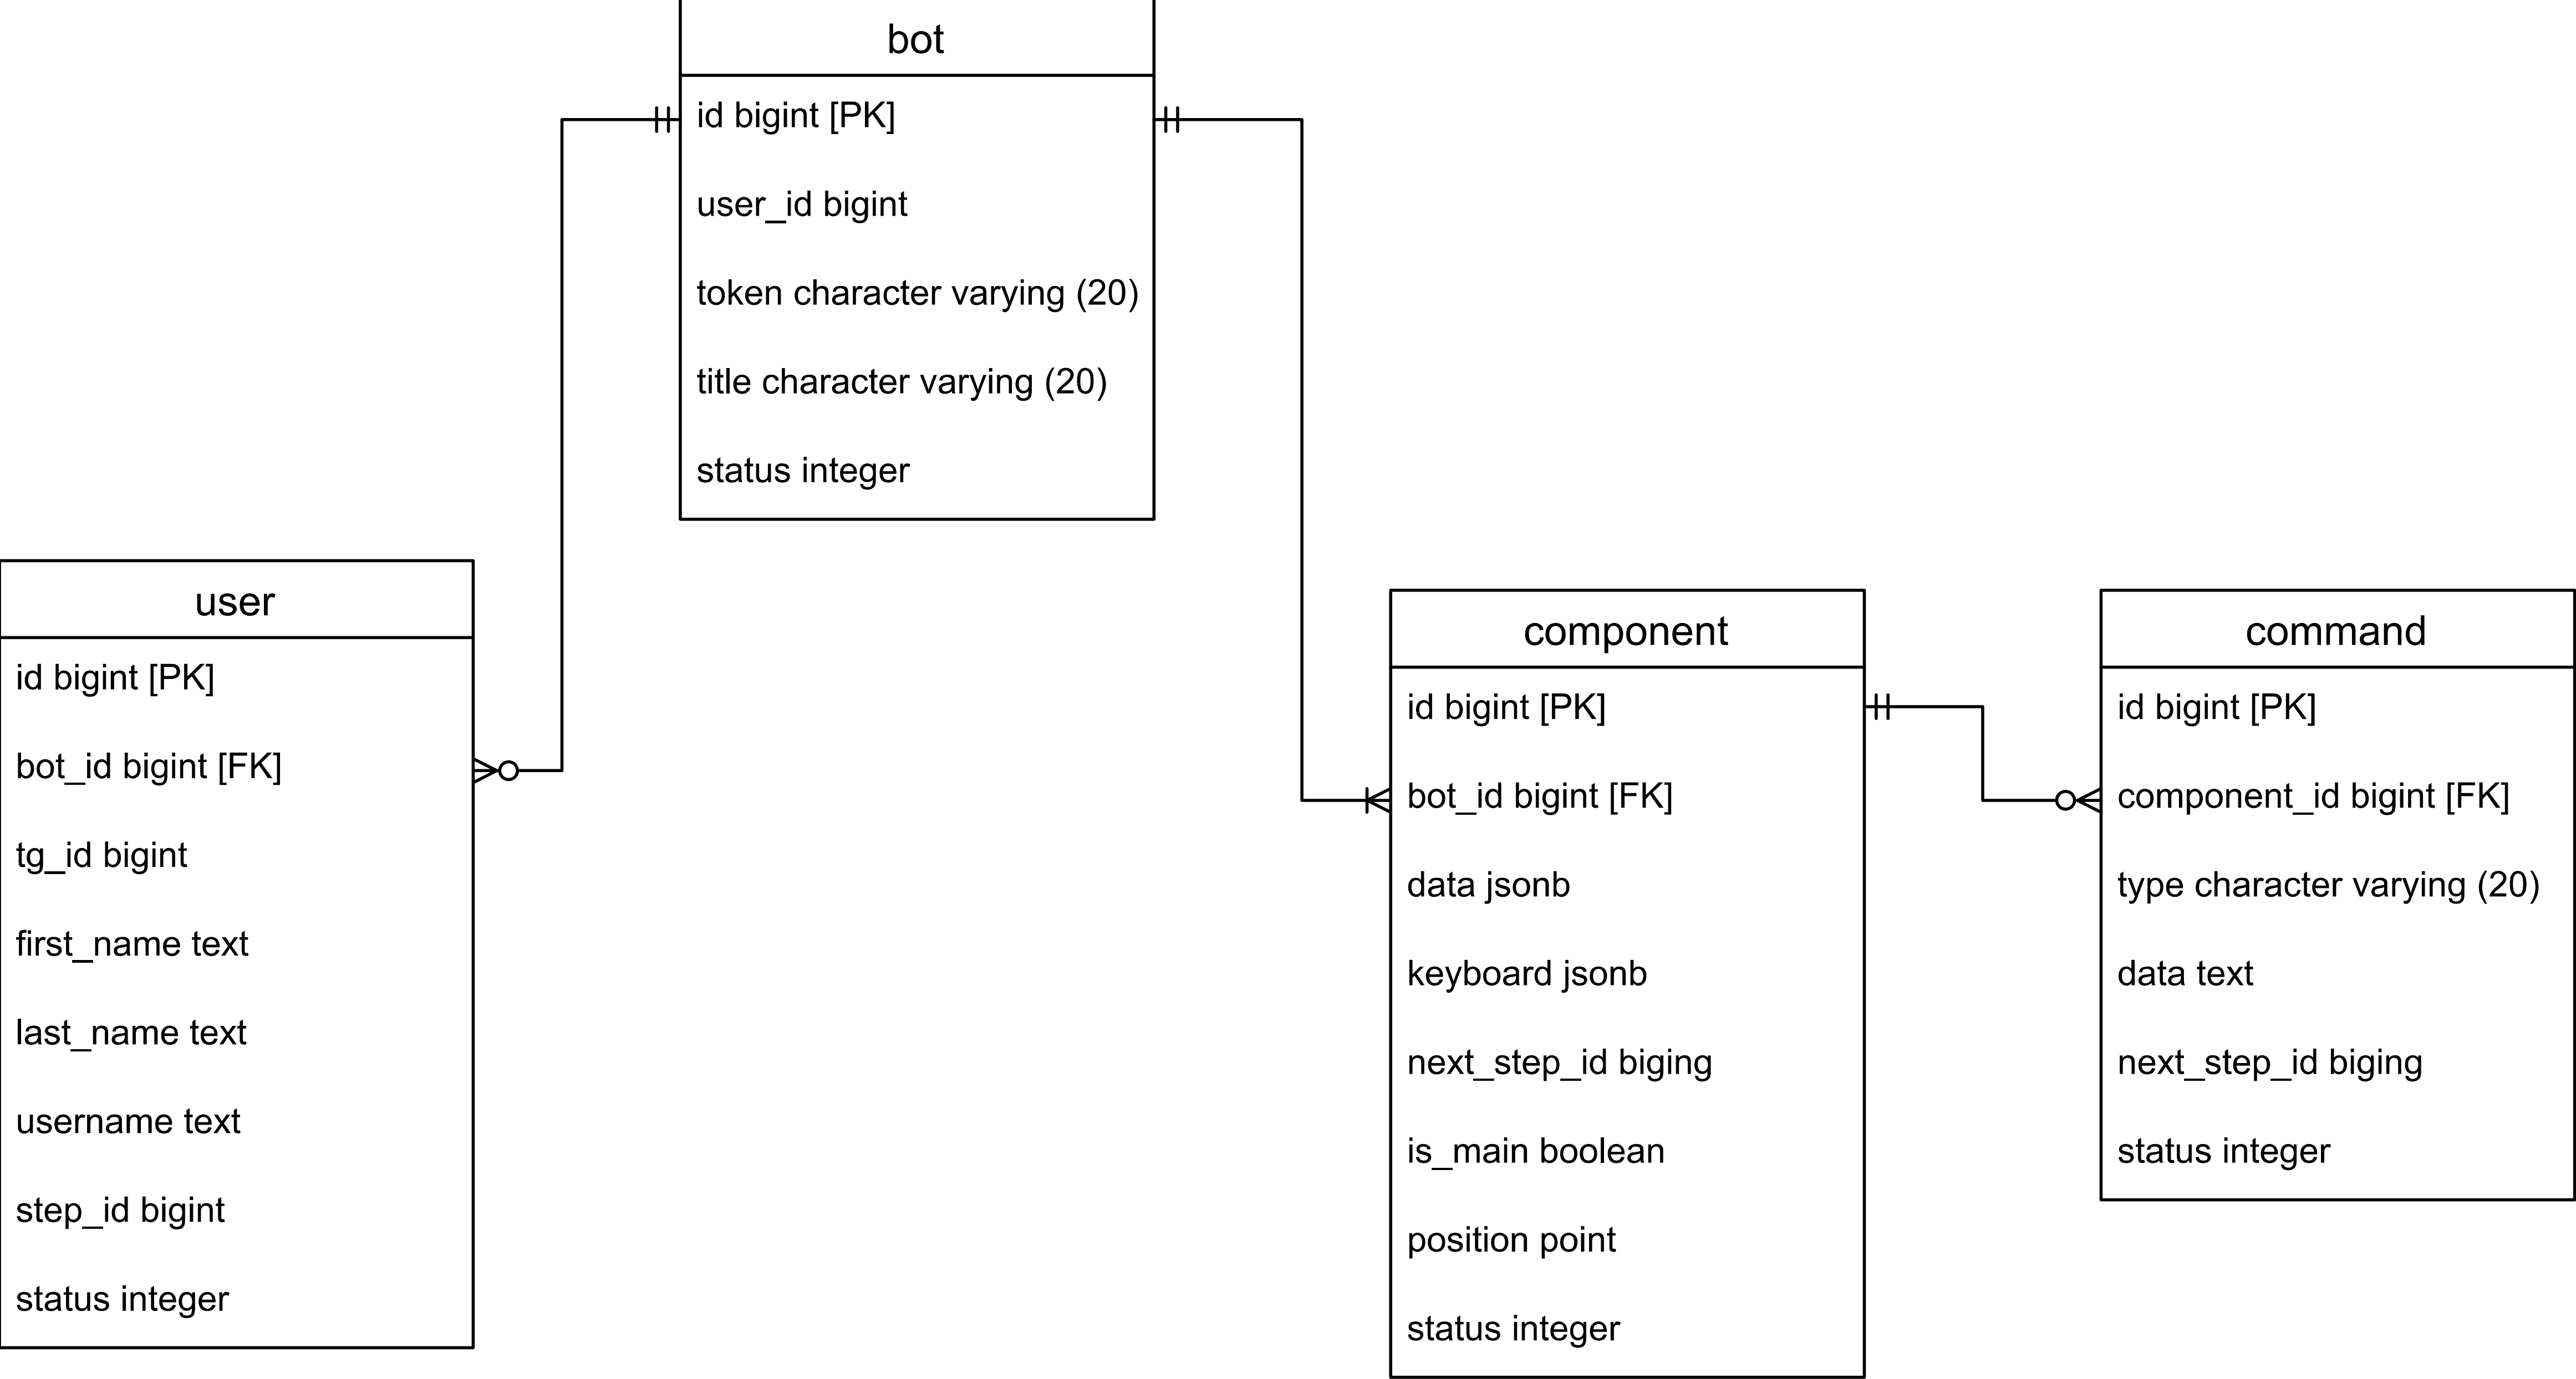 bot
id bigint [PK]
user_id bigint
token character varying (20)
title character varying (20)
status integer
user
id bigint [PK]
bot_id bigint [FK]
tg_id bigint
first_name text
last_name text
username text
step_id bigint
status integer
component
id bigint [PK]
bot_id bigint [FK]
data jsonb
keyboard jsonb
next_step_id biging
is_main boolean
position point
status integer
command
id bigint [PK]
component_id bigint [FK]
type character varying (20)
data text
next_step_id biging
status integer